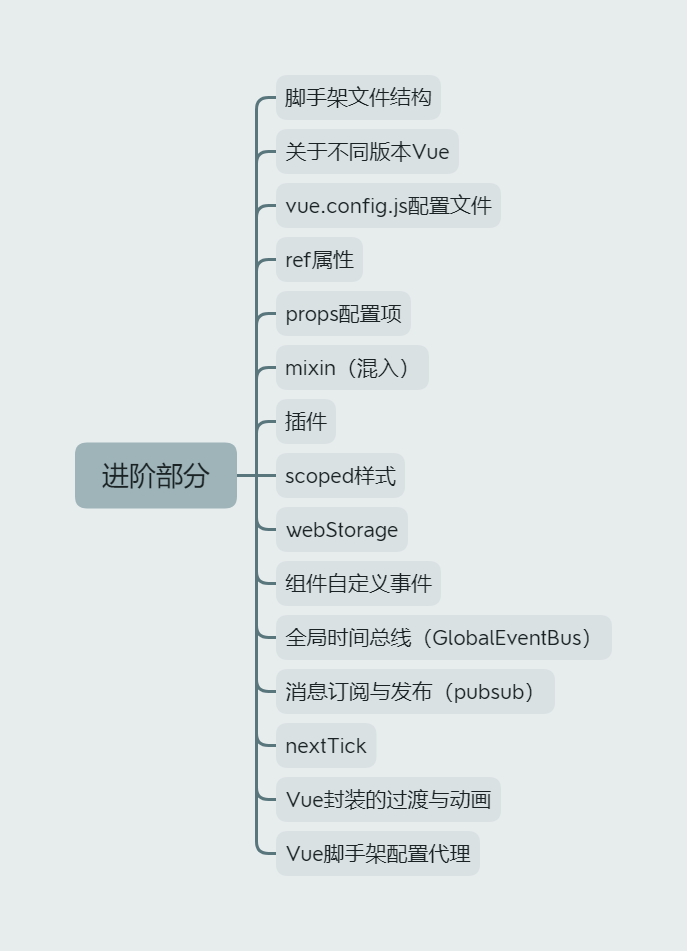 进阶部分
脚手架文件结构
关于不同版本Vue
vue.config.js配置文件
ref属性
props配置项
mixin（混入）
插件
scoped样式
webStorage
组件自定义事件
全局时间总线（GlobalEventBus）
消息订阅与发布（pubsub）
nextTick
Vue封装的过渡与动画
Vue脚手架配置代理